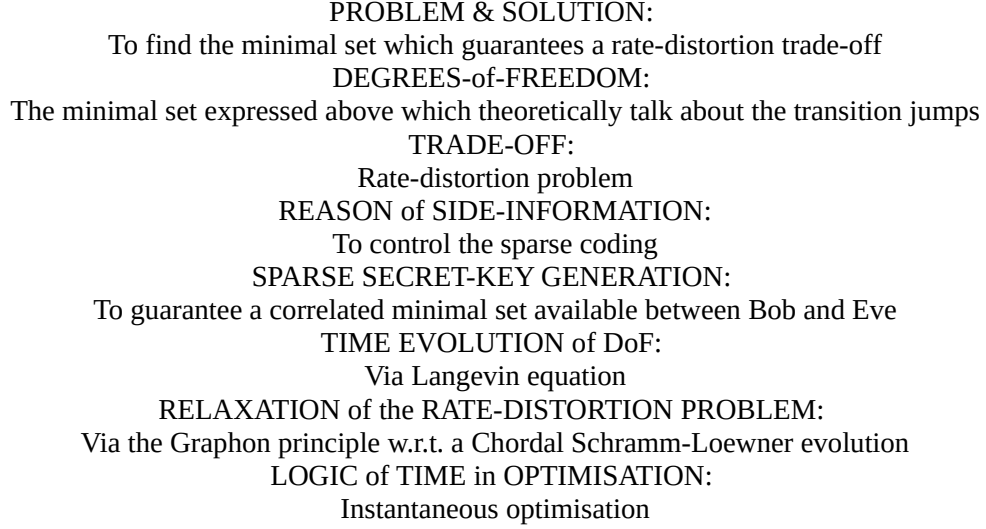 PROBLEM & SOLUTION:
To find the minimal set which guarantees a rate-distortion trade-off
DEGREES-of-FREEDOM:
The minimal set expressed above which theoretically talk about the transition jumps
TRADE-OFF:
Rate-distortion problem
REASON of SIDE-INFORMATION:
To control the sparse coding
SPARSE SECRET-KEY GENERATION:
To guarantee a correlated minimal set available between Bob and Eve
TIME EVOLUTION of DoF:
Via Langevin equation
RELAXATION of the RATE-DISTORTION PROBLEM:
Via the Graphon principle w.r.t. a Chordal Schramm-Loewner evolution
LOGIC of TIME in OPTIMISATION:
Instantaneous optimisation